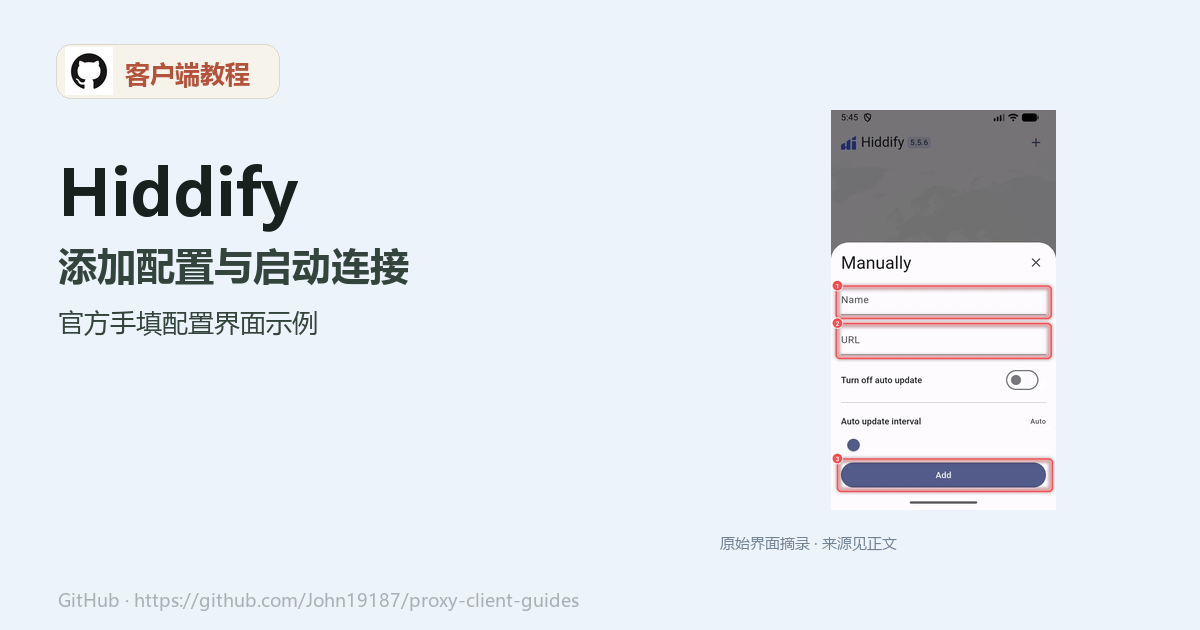 客户端教程
Hiddify
添加配置与启动连接
官方手填配置界面示例
5:45
Hiddify 5.5.6 +
Manually
1
Name
2
URL
Turn off auto update
Auto update interval Auto
3
Add
原始界面摘录 · 来源见正文
GitHub · https://github.com/John19187/proxy-client-guides